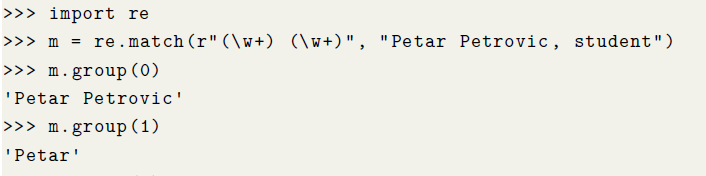 >>> import re
>>> m = re.match(r"(\w+) (\w+)", "Petar Petrovic, student")
>>> m.group(0)
'Petar Petrovic'
>>> m.group(1)
'Petar'